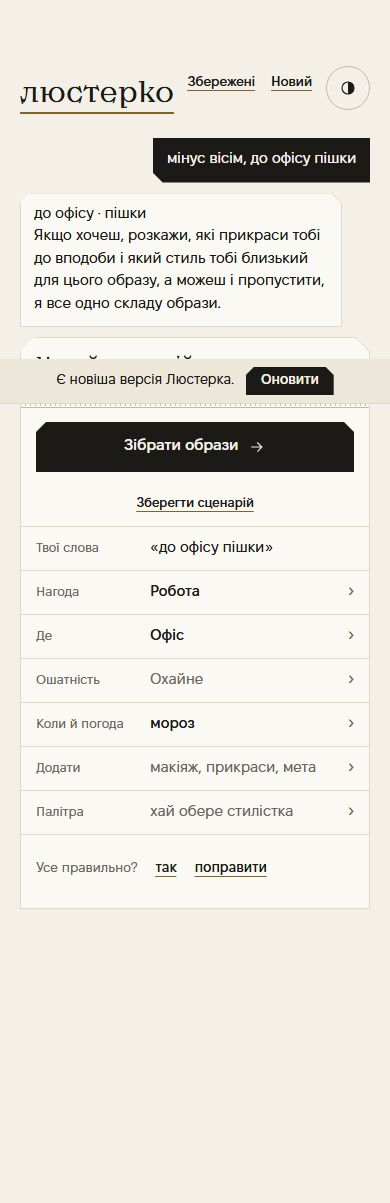 люстерко
Збережені
Новий
мінус вісім, до офісу пішки
до офісу · пішки
Якщо хочеш, розкажи, які прикраси тобі
до вподоби і який стиль тобі близький
для цього образу, а можеш і пропустити,
я все одно складу образи.
Є новіша версія Люстерка.
Оновити
Зібрати образи →
Зберегти сценарій
Твої слова «до офісу пішки»
Нагода Робота ›
Де Офіс ›
Ошатність Охайне ›
Коли й погода мороз ›
Додати макіяж, прикраси, мета ›
Палітра хай обере стилістка ›
Усе правильно? так поправити